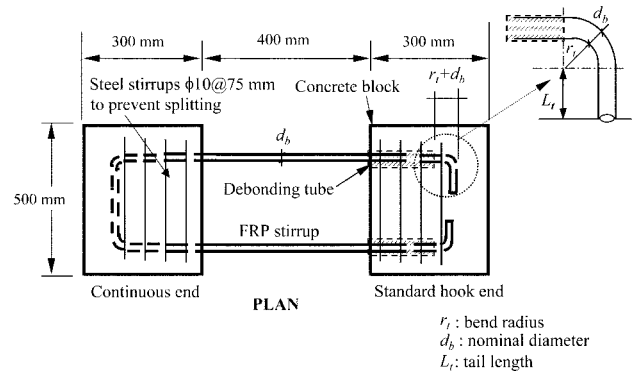 300 mm
400 mm
300 mm
d_b
r_t
L_t
Steel stirrups ϕ10@75 mm
to prevent splitting
Concrete block
r_t+d_b
d_b
500 mm
Debonding tube
FRP stirrup
Continuous end
PLAN
Standard hook end
r_t : bend radius
d_b : nominal diameter
L_t : tail length